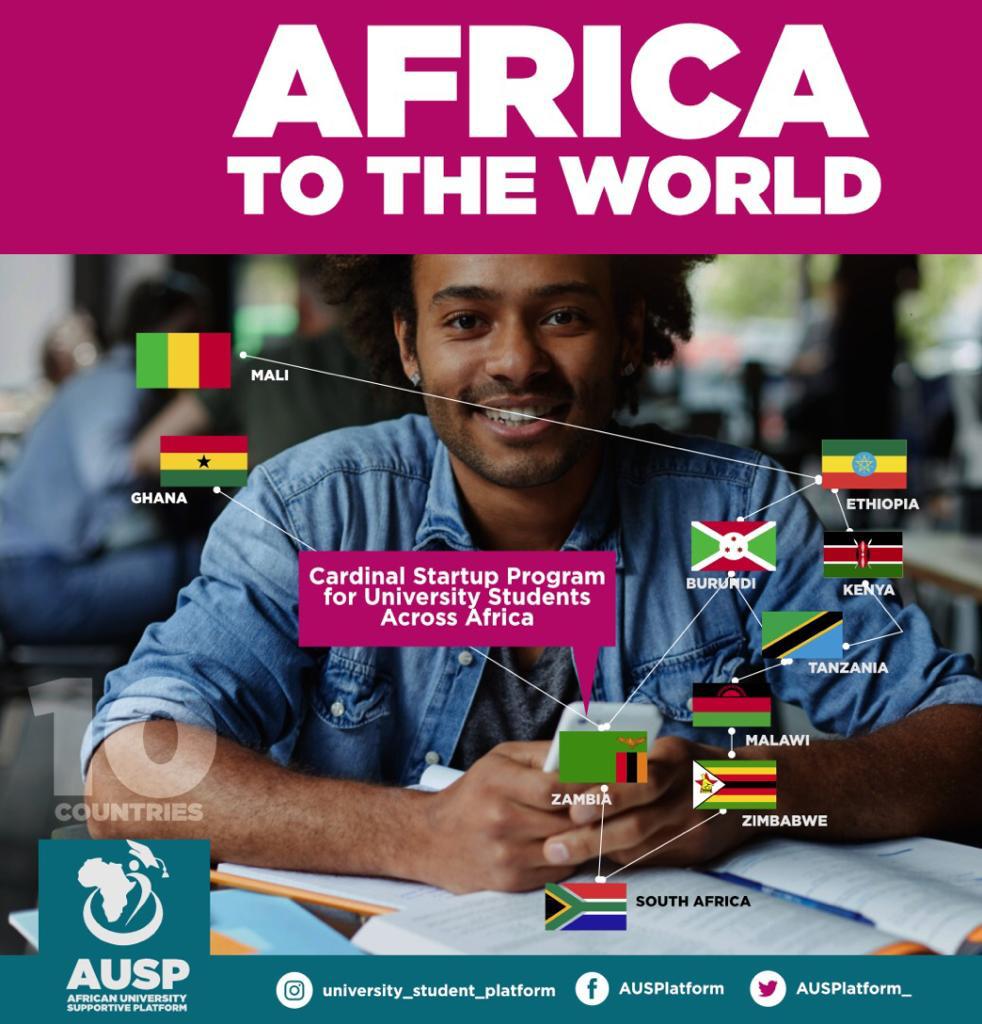 AFRICA
TO THE WORLD
MALI
GHANA
ETHIOPIA
BURUNDI
KENYA
Cardinal Startup Program
for University Students
Across Africa
TANZANIA
MALAWI
ZAMBIA
ZIMBABWE
10
COUNTRIES
SOUTH AFRICA
AUSP
AFRICAN UNIVERSITY
SUPPORTIVE PLATFORM
university_student_platform
AUSPlatform
AUSPlatform_